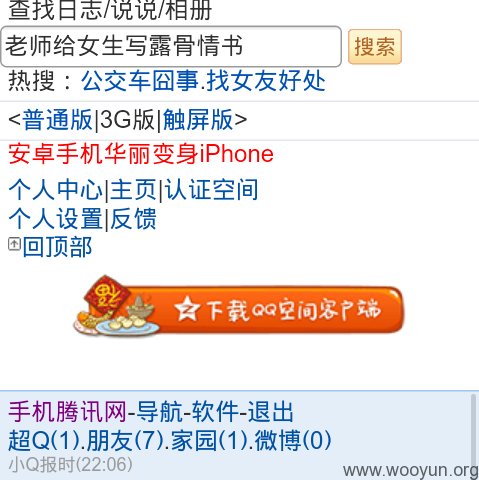 查找日志/说说/相册
老师给女生写露骨情书 搜索
热搜：公交车囧事.找女友好处
<普通版|3G版|触屏版>
安卓手机华丽变身iPhone
个人中心|主页|认证空间
个人设置|反馈
回顶部
福
下载QQ空间客户端
手机腾讯网-导航-软件-退出
超Q(1).朋友(7).家园(1).微博(0)
小Q报时(22:06)
www.wooyun.org